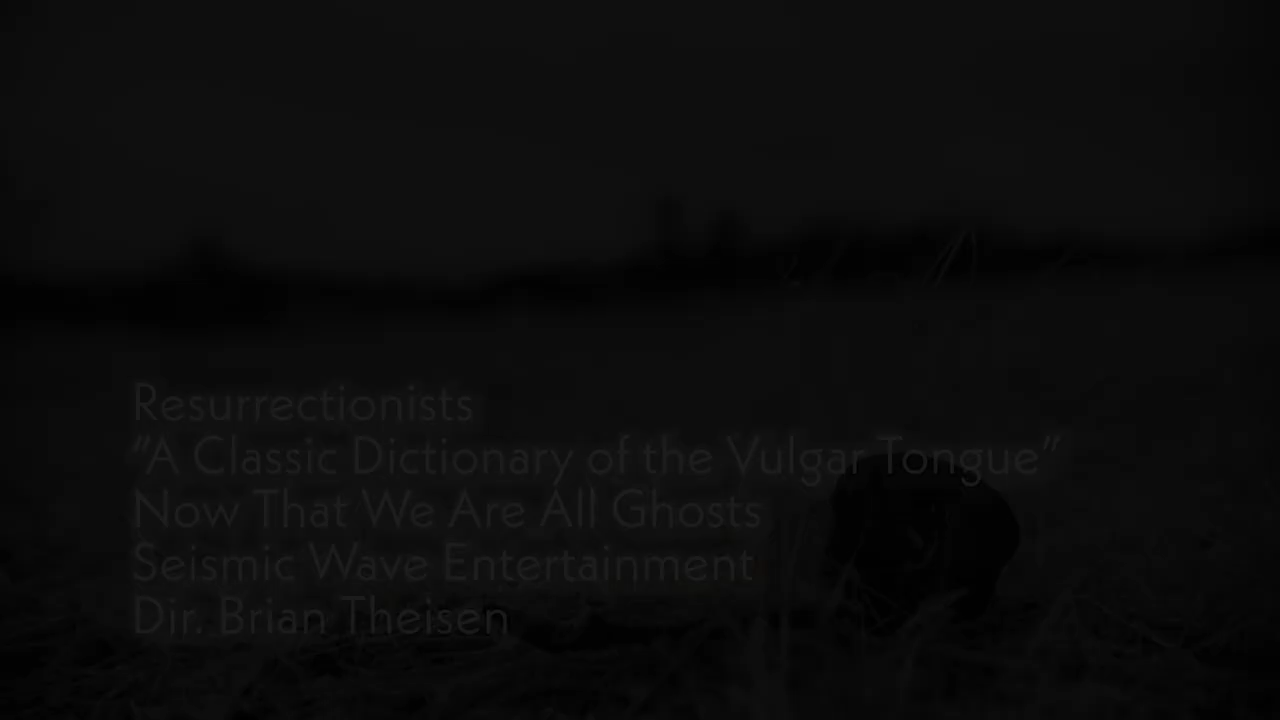 Resurrectionists
"A Classic Dictionary of the Vulgar Tongue"
Now That We Are All Ghosts
Seismic Wave Entertainment
Dir. Brian Theisen